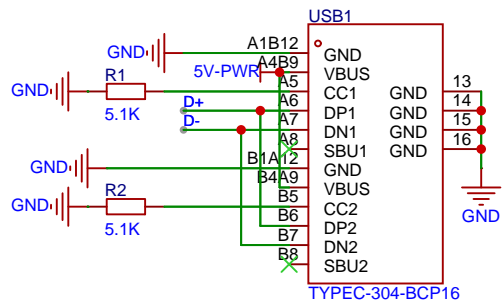 USB1
GND A1B12 GND
5V-PWR A4B9 VBUS
GND R1 5.1K A5 CC1 GND 13
D+ A6 DP1 GND 14
D- A7 DN1 GND 15
A8 SBU1 GND 16
GND B1A12 GND
B4A9 VBUS
GND R2 5.1K B5 CC2 GND
B6 DP2
B7 DN2
B8 SBU2
TYPEC-304-BCP16